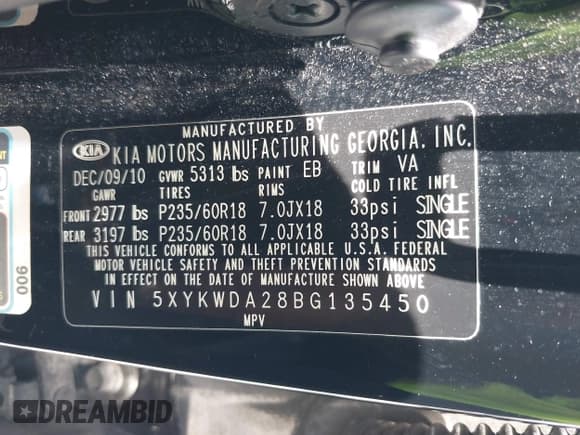 MANUFACTURED BY
KIA KIA MOTORS MANUFACTURING GEORGIA, INC.
DEC/09/10 GVWR 5313 lbs PAINT EB TRIM VA
GAWR TIRES RIMS COLD TIRE INFL
FRONT 2977 lbs P235/60R18 7.0JX18 33psi SINGLE
REAR 3197 lbs P235/60R18 7.0JX18 33psi SINGLE
THIS VEHICLE CONFORMS TO ALL APPLICABLE U.S.A. FEDERAL
MOTOR VEHICLE SAFETY AND THEFT PREVENTION STANDARDS
IN EFFECT ON THE DATE OF MANUFACTURE SHOWN ABOVE
VIN 5XYKWDA28BG135450
MPV
006
DREAMBID